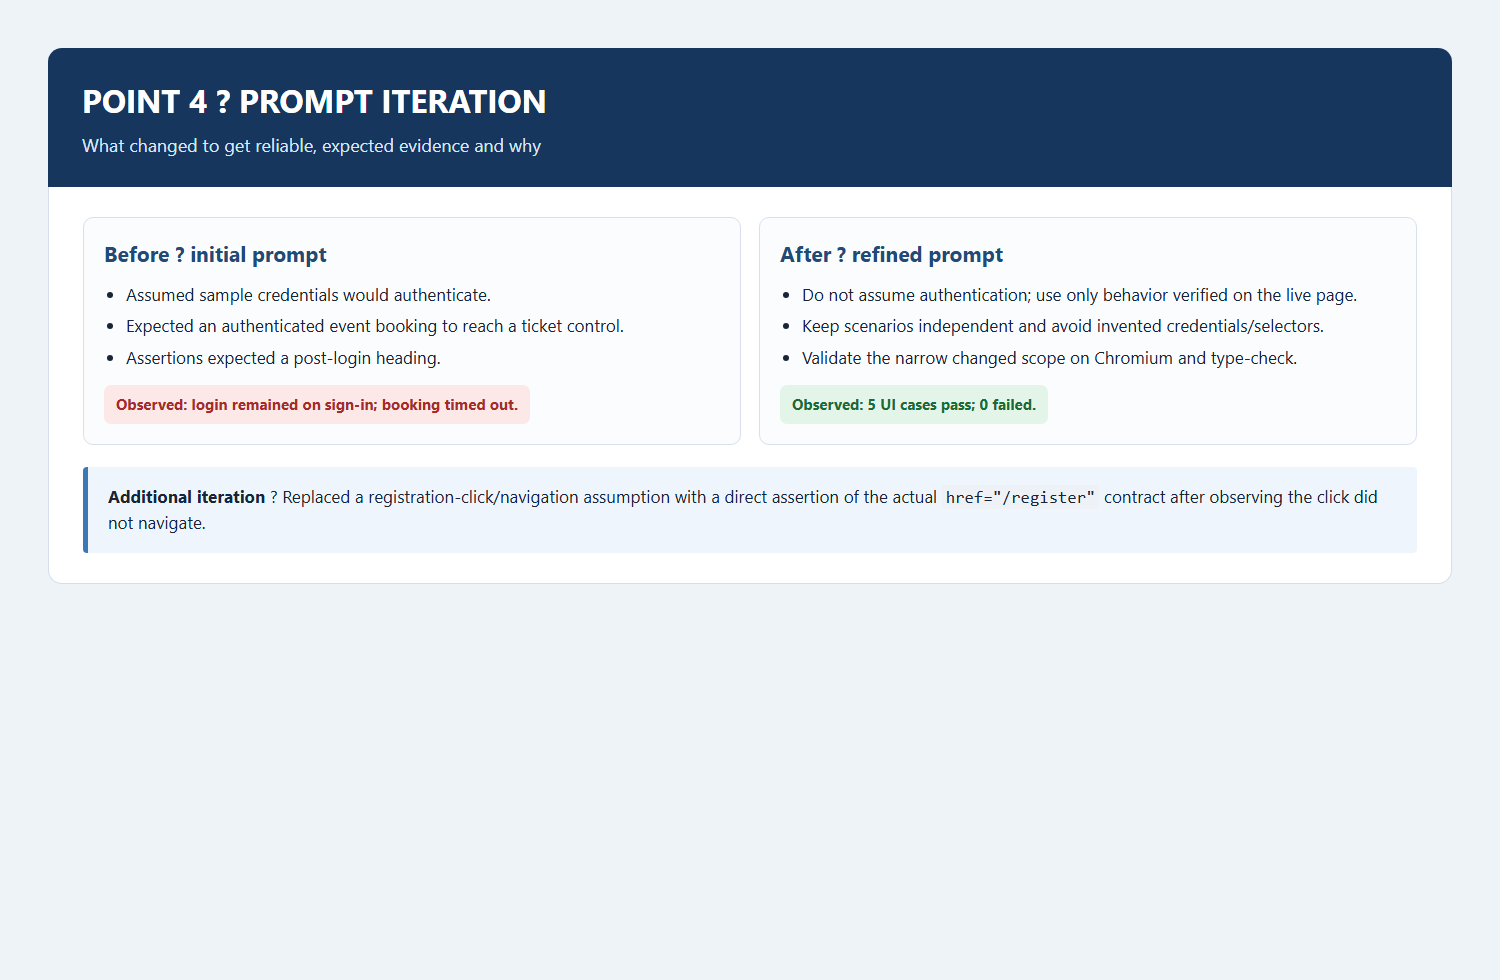 POINT 4 ? PROMPT ITERATION
What changed to get reliable, expected evidence and why
Before ? initial prompt
• Assumed sample credentials would authenticate.
• Expected an authenticated event booking to reach a ticket control.
• Assertions expected a post-login heading.
Observed: login remained on sign-in; booking timed out.
After ? refined prompt
• Do not assume authentication; use only behavior verified on the live page.
• Keep scenarios independent and avoid invented credentials/selectors.
• Validate the narrow changed scope on Chromium and type-check.
Observed: 5 UI cases pass; 0 failed.
Additional iteration ? Replaced a registration-click/navigation assumption with a direct assertion of the actual href="/register" contract after observing the click did
not navigate.